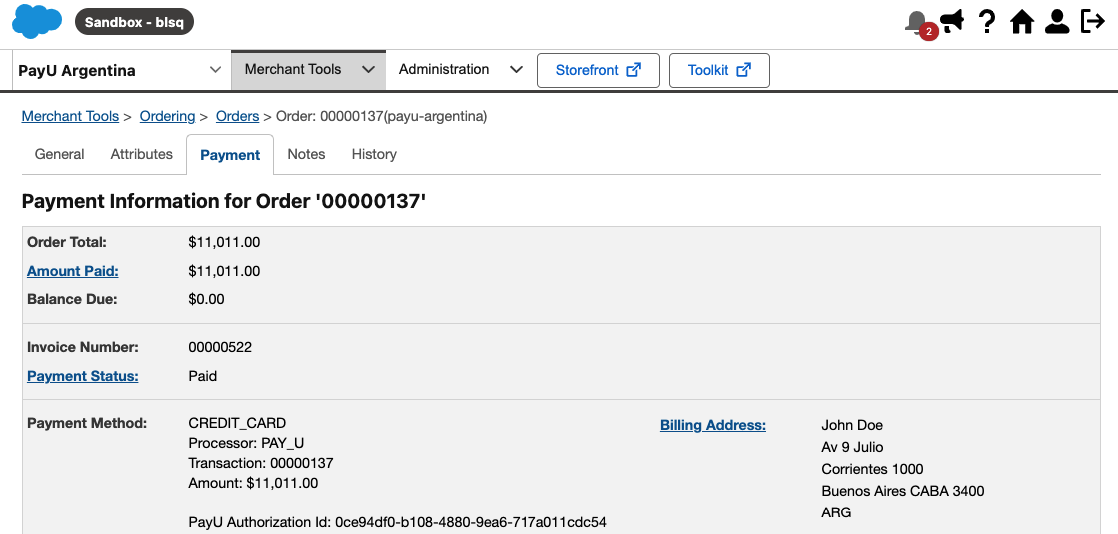 Sandbox - blsq
2
PayU Argentina
Merchant Tools
Administration
Storefront
Toolkit
Merchant Tools > Ordering > Orders > Order: 00000137(payu-argentina)
General Attributes Payment Notes History
Payment Information for Order '00000137'
Order Total: $11,011.00
Amount Paid: $11,011.00
Balance Due: $0.00
Invoice Number: 00000522
Payment Status: Paid
Payment Method: CREDIT_CARD
Processor: PAY_U
Transaction: 00000137
Amount: $11,011.00
PayU Authorization Id: 0ce94df0-b108-4880-9ea6-717a011cdc54
Billing Address: John Doe
Av 9 Julio
Corrientes 1000
Buenos Aires CABA 3400
ARG